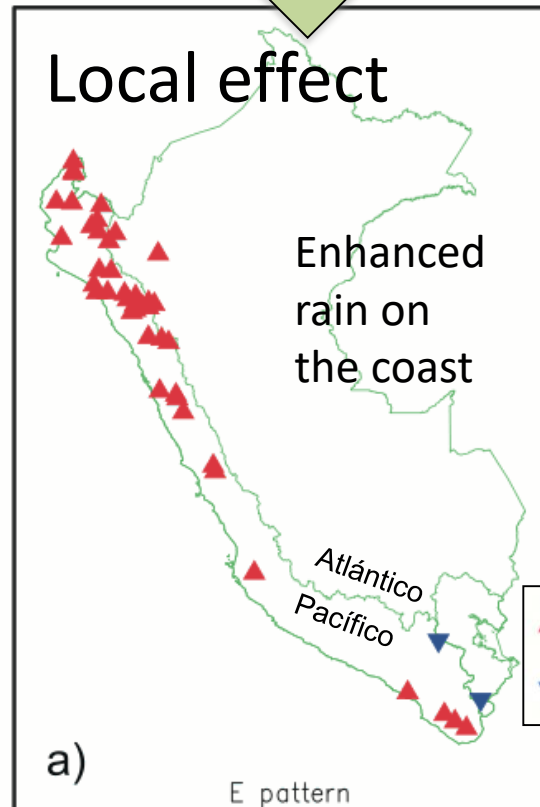 Local effect
Enhanced
rain on
the coast
Atlántico
Pacífico
a)
E pattern